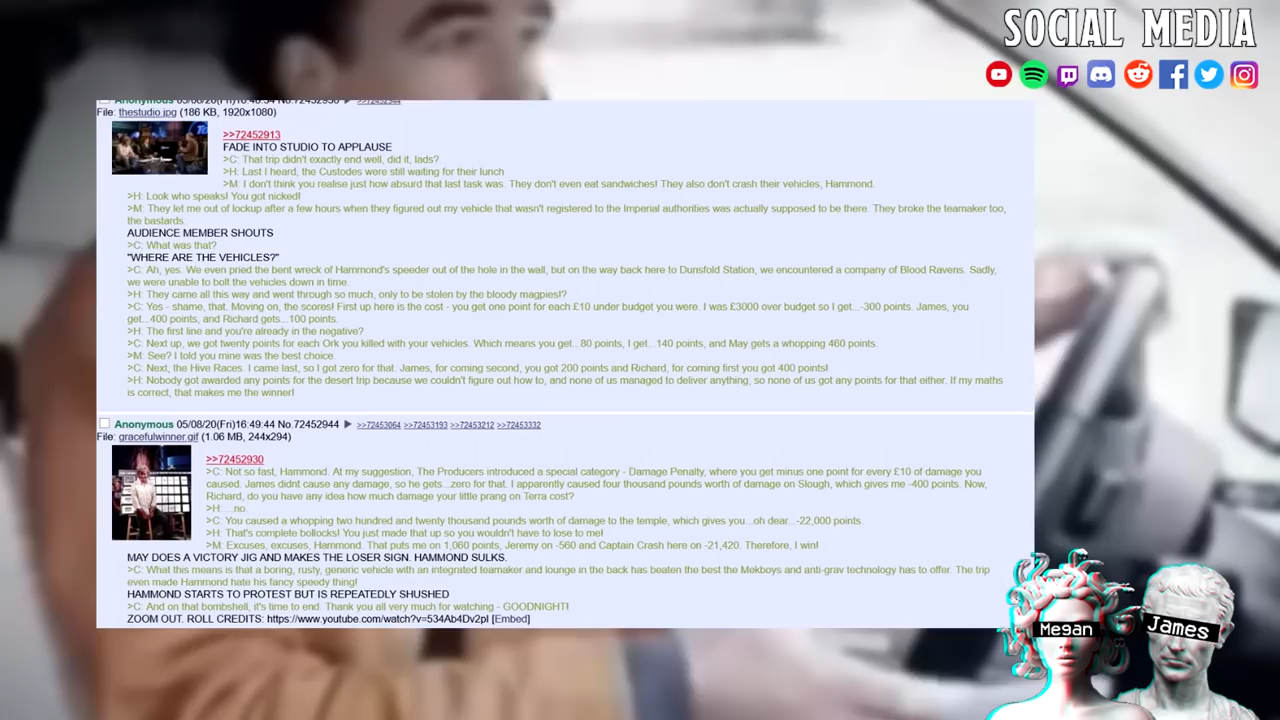 SOCIAL MEDIA
Anonymous 05/08/20(Fri)16:48:54 No.72452930 ▶ >>72452944
File: thestudio.jpg (186 KB, 1920x1080)
>>72452913
FADE INTO STUDIO TO APPLAUSE
>C: That trip didn't exactly end well, did it, lads?
>H: Last I heard, the Custodes were still waiting for their lunch
>M: I don't think you realise just how absurd that last task was. They don't even eat sandwiches! They also don't crash their vehicles, Hammond.
>H: Look who speaks! You got nicked!
>M: They let me out of lockup after a few hours when they figured out my vehicle that wasn't registered to the Imperial authorities was actually supposed to be there. They broke the teamaker too,
the bastards.
AUDIENCE MEMBER SHOUTS
>C: What was that?
"WHERE ARE THE VEHICLES?"
>C: Ah, yes. We even pried the bent wreck of Hammond's speeder out of the hole in the wall, but on the way back here to Dunsfold Station, we encountered a company of Blood Ravens. Sadly,
we were unable to bolt the vehicles down in time.
>H: They came all this way and went through so much, only to be stolen by the bloody magpies!?
>C: Yes - shame, that. Moving on, the scores! First up here is the cost - you get one point for each £10 under budget you were. I was £3000 over budget so I get...-300 points. James, you
get...400 points, and Richard gets...100 points.
>H: The first line and you're already in the negative?
>C: Next up, we got twenty points for each Ork you killed with your vehicles. Which means you get...80 points, I get...140 points, and May gets a whopping 460 points.
>M: See? I told you mine was the best choice.
>C: Next, the Hive Races. I came last, so I got zero for that. James, for coming second, you got 200 points and Richard, for coming first you got 400 points!
>H: Nobody got awarded any points for the desert trip because we couldn't figure out how to, and none of us managed to deliver anything, so none of us got any points for that either. If my maths
is correct, that makes me the winner!
Anonymous 05/08/20(Fri)16:49:44 No.72452944 ▶ >>72453064 >>72453193 >>72453212 >>72453332
File: gracefulwinner.gif (1.06 MB, 244x294)
>>72452930
>C: Not so fast, Hammond. At my suggestion, The Producers introduced a special category - Damage Penalty, where you get minus one point for every £10 of damage you
caused. James didnt cause any damage, so he gets...zero for that. I apparently caused four thousand pounds worth of damage on Slough, which gives me -400 points. Now,
Richard, do you have any idea how much damage your little prang on Terra cost?
>H: ...no.
>C: You caused a whopping two hundred and twenty thousand pounds worth of damage to the temple, which gives you...oh dear...-22,000 points.
>H: That's complete bollocks! You just made that up so you wouldn't have to lose to me!
>M: Excuses, excuses, Hammond. That puts me on 1,060 points, Jeremy on -560 and Captain Crash here on -21,420. Therefore, I win!
MAY DOES A VICTORY JIG AND MAKES THE LOSER SIGN. HAMMOND SULKS.
>C: What this means is that a boring, rusty, generic vehicle with an integrated teamaker and lounge in the back has beaten the best the Mekboys and anti-grav technology has to offer. The trip
even made Hammond hate his fancy speedy thing!
HAMMOND STARTS TO PROTEST BUT IS REPEATEDLY SHUSHED
>C: And on that bombshell, it's time to end. Thank you all very much for watching - GOODNIGHT!
ZOOM OUT. ROLL CREDITS: https://www.youtube.com/watch?v=534Ab4Dv2pI [Embed]
Megan
James